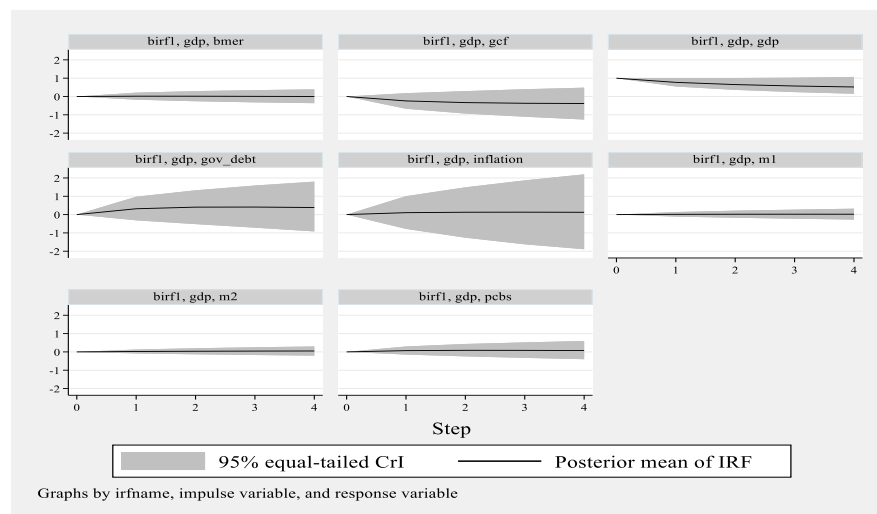 birf1, gdp, bmer
birf1, gdp, gcf
birf1, gdp, gdp
2
1
0
-1
-2
birf1, gdp, gov_debt
birf1, gdp, inflation
birf1, gdp, m1
2
1
0
-1
-2
0 1 2 3 4
birf1, gdp, m2
birf1, gdp, pcbs
2
1
0
-1
-2
0 1 2 3 4
0 1 2 3 4
Step
95% equal-tailed CrI
Posterior mean of IRF
Graphs by irfname, impulse variable, and response variable